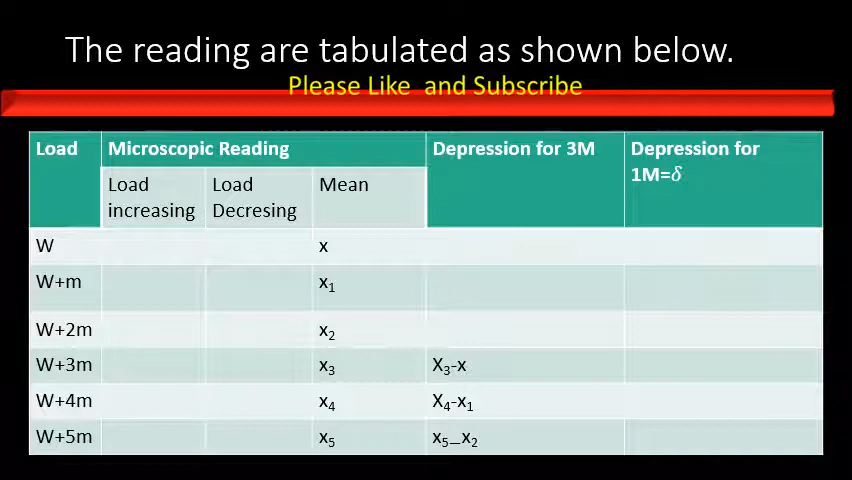 The reading are tabulated as shown below.
Please Like and Subscribe
Load Microscopic Reading Depression for 3M Depression for
1M=δ
Load Load Mean
increasing Decresing
W x
W+m x₁
W+2m x₂
W+3m x₃ X₃-x
W+4m x₄ X₄-x₁
W+5m x₅ x₅_x₂